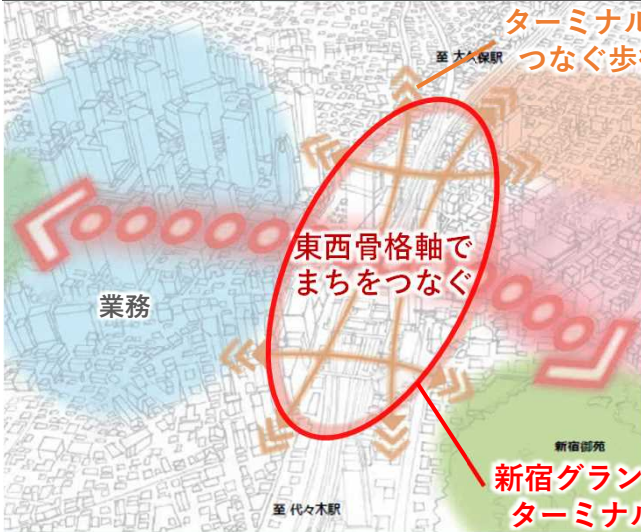 ターミナル
つなぐ歩
至 大久保駅
東西骨格軸で
まちをつなぐ
業務
新宿御苑
新宿グラン
ターミナル
至 代々木駅